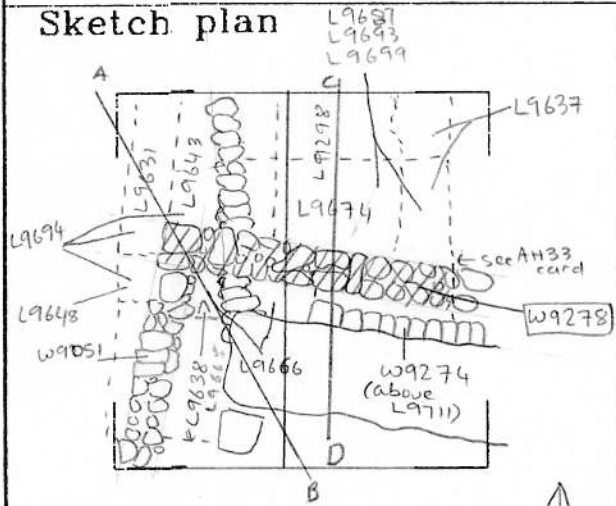 Sketch plan
L9687
L9693
L9699
A
C
L9637
L9631
L9643
L9298
L9674
L9694
←see AH33
card
L9648
W9278
W9051
L9638
L9666
W9274
(above
L9711)
D
B